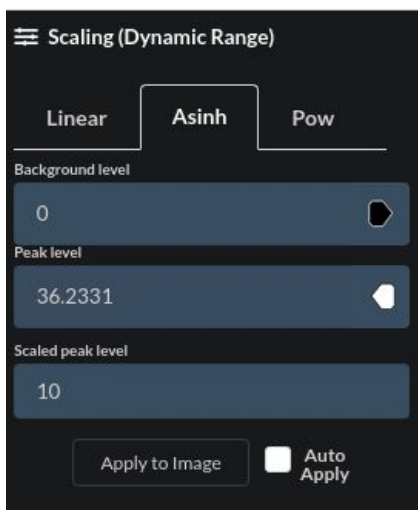 Scaling (Dynamic Range)
Linear Asinh Pow
Background level
0
Peak level
36.2331
Scaled peak level
10
Apply to Image Auto
Apply